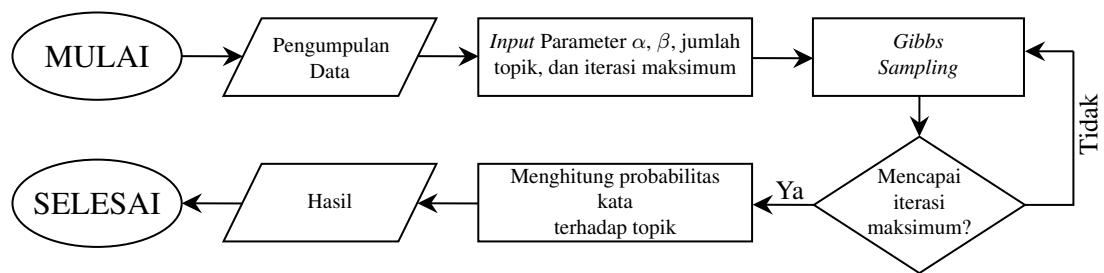 MULAI
Pengumpulan
Data
Input Parameter α, β, jumlah
topik, dan iterasi maksimum
Gibbs
Sampling
Tidak
Mencapai
iterasi
maksimum?
Ya
Menghitung probabilitas
kata
terhadap topik
Hasil
SELESAI